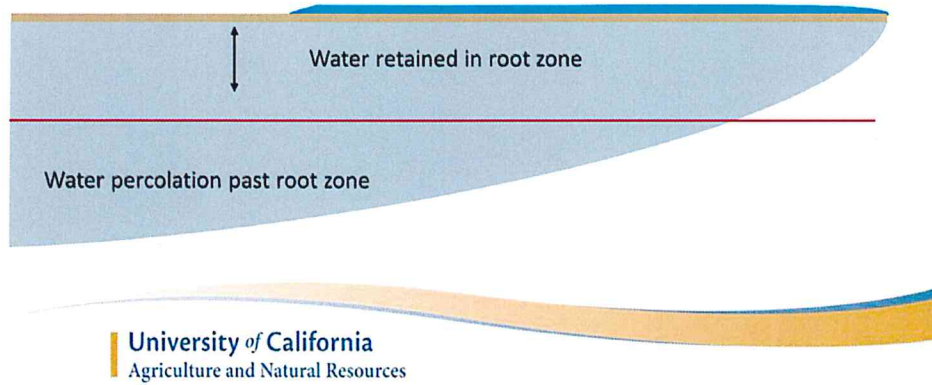 Water retained in root zone
Water percolation past root zone
University of California
Agriculture and Natural Resources